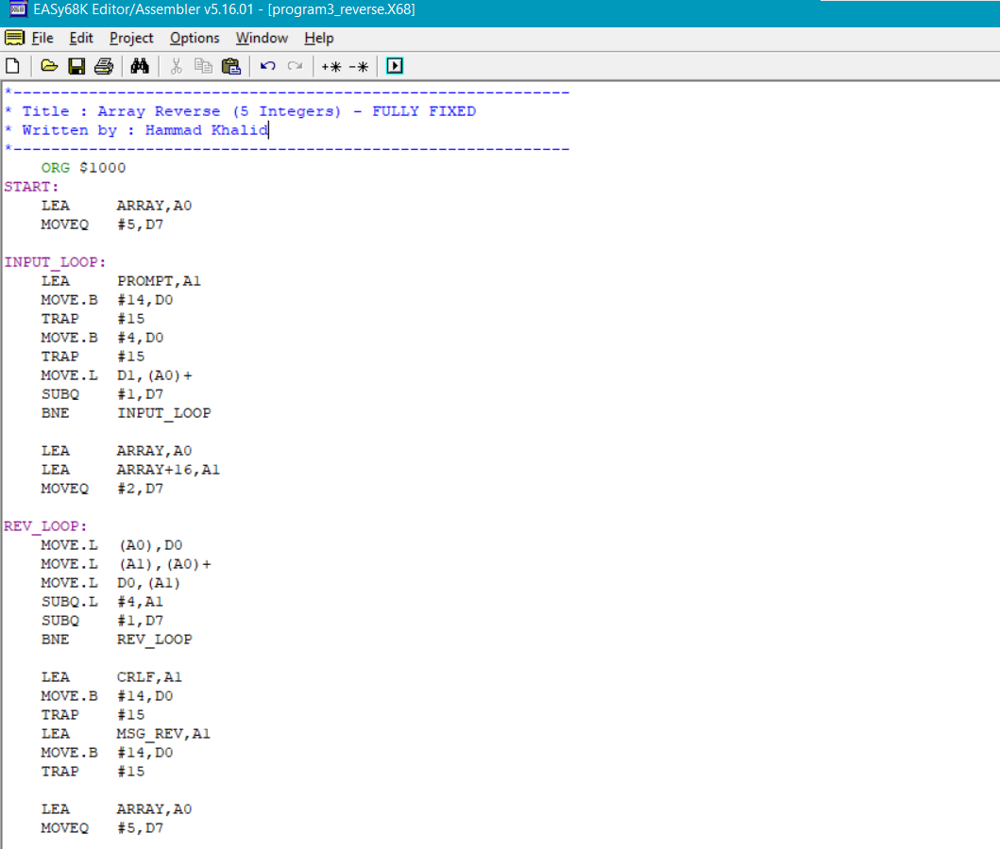 EASy68K Editor/Assembler v5.16.01 - [program3_reverse.X68]
File Edit Project Options Window Help
*-----------------------------------------------------------
* Title : Array Reverse (5 Integers) - FULLY FIXED
* Written by : Hammad Khalid
*-----------------------------------------------------------
    ORG $1000
START:
    LEA     ARRAY,A0
    MOVEQ   #5,D7

INPUT_LOOP:
    LEA     PROMPT,A1
    MOVE.B  #14,D0
    TRAP    #15
    MOVE.B  #4,D0
    TRAP    #15
    MOVE.L  D1,(A0)+
    SUBQ    #1,D7
    BNE     INPUT_LOOP

    LEA     ARRAY,A0
    LEA     ARRAY+16,A1
    MOVEQ   #2,D7

REV_LOOP:
    MOVE.L  (A0),D0
    MOVE.L  (A1),(A0)+
    MOVE.L  D0,(A1)
    SUBQ.L  #4,A1
    SUBQ    #1,D7
    BNE     REV_LOOP

    LEA     CRLF,A1
    MOVE.B  #14,D0
    TRAP    #15
    LEA     MSG_REV,A1
    MOVE.B  #14,D0
    TRAP    #15

    LEA     ARRAY,A0
    MOVEQ   #5,D7